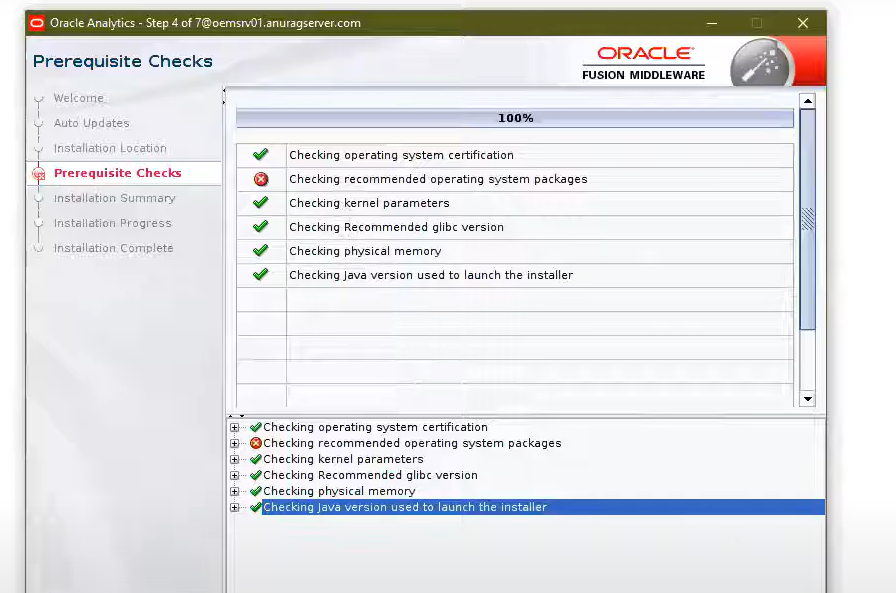 Oracle Analytics - Step 4 of 7@oemsrv01.anuragserver.com
Prerequisite Checks
ORACLE
FUSION MIDDLEWARE
Welcome
Auto Updates
Installation Location
Prerequisite Checks
Installation Summary
Installation Progress
Installation Complete
100%
Checking operating system certification
Checking recommended operating system packages
Checking kernel parameters
Checking Recommended glibc version
Checking physical memory
Checking Java version used to launch the installer
Checking operating system certification
Checking recommended operating system packages
Checking kernel parameters
Checking Recommended glibc version
Checking physical memory
Checking Java version used to launch the installer